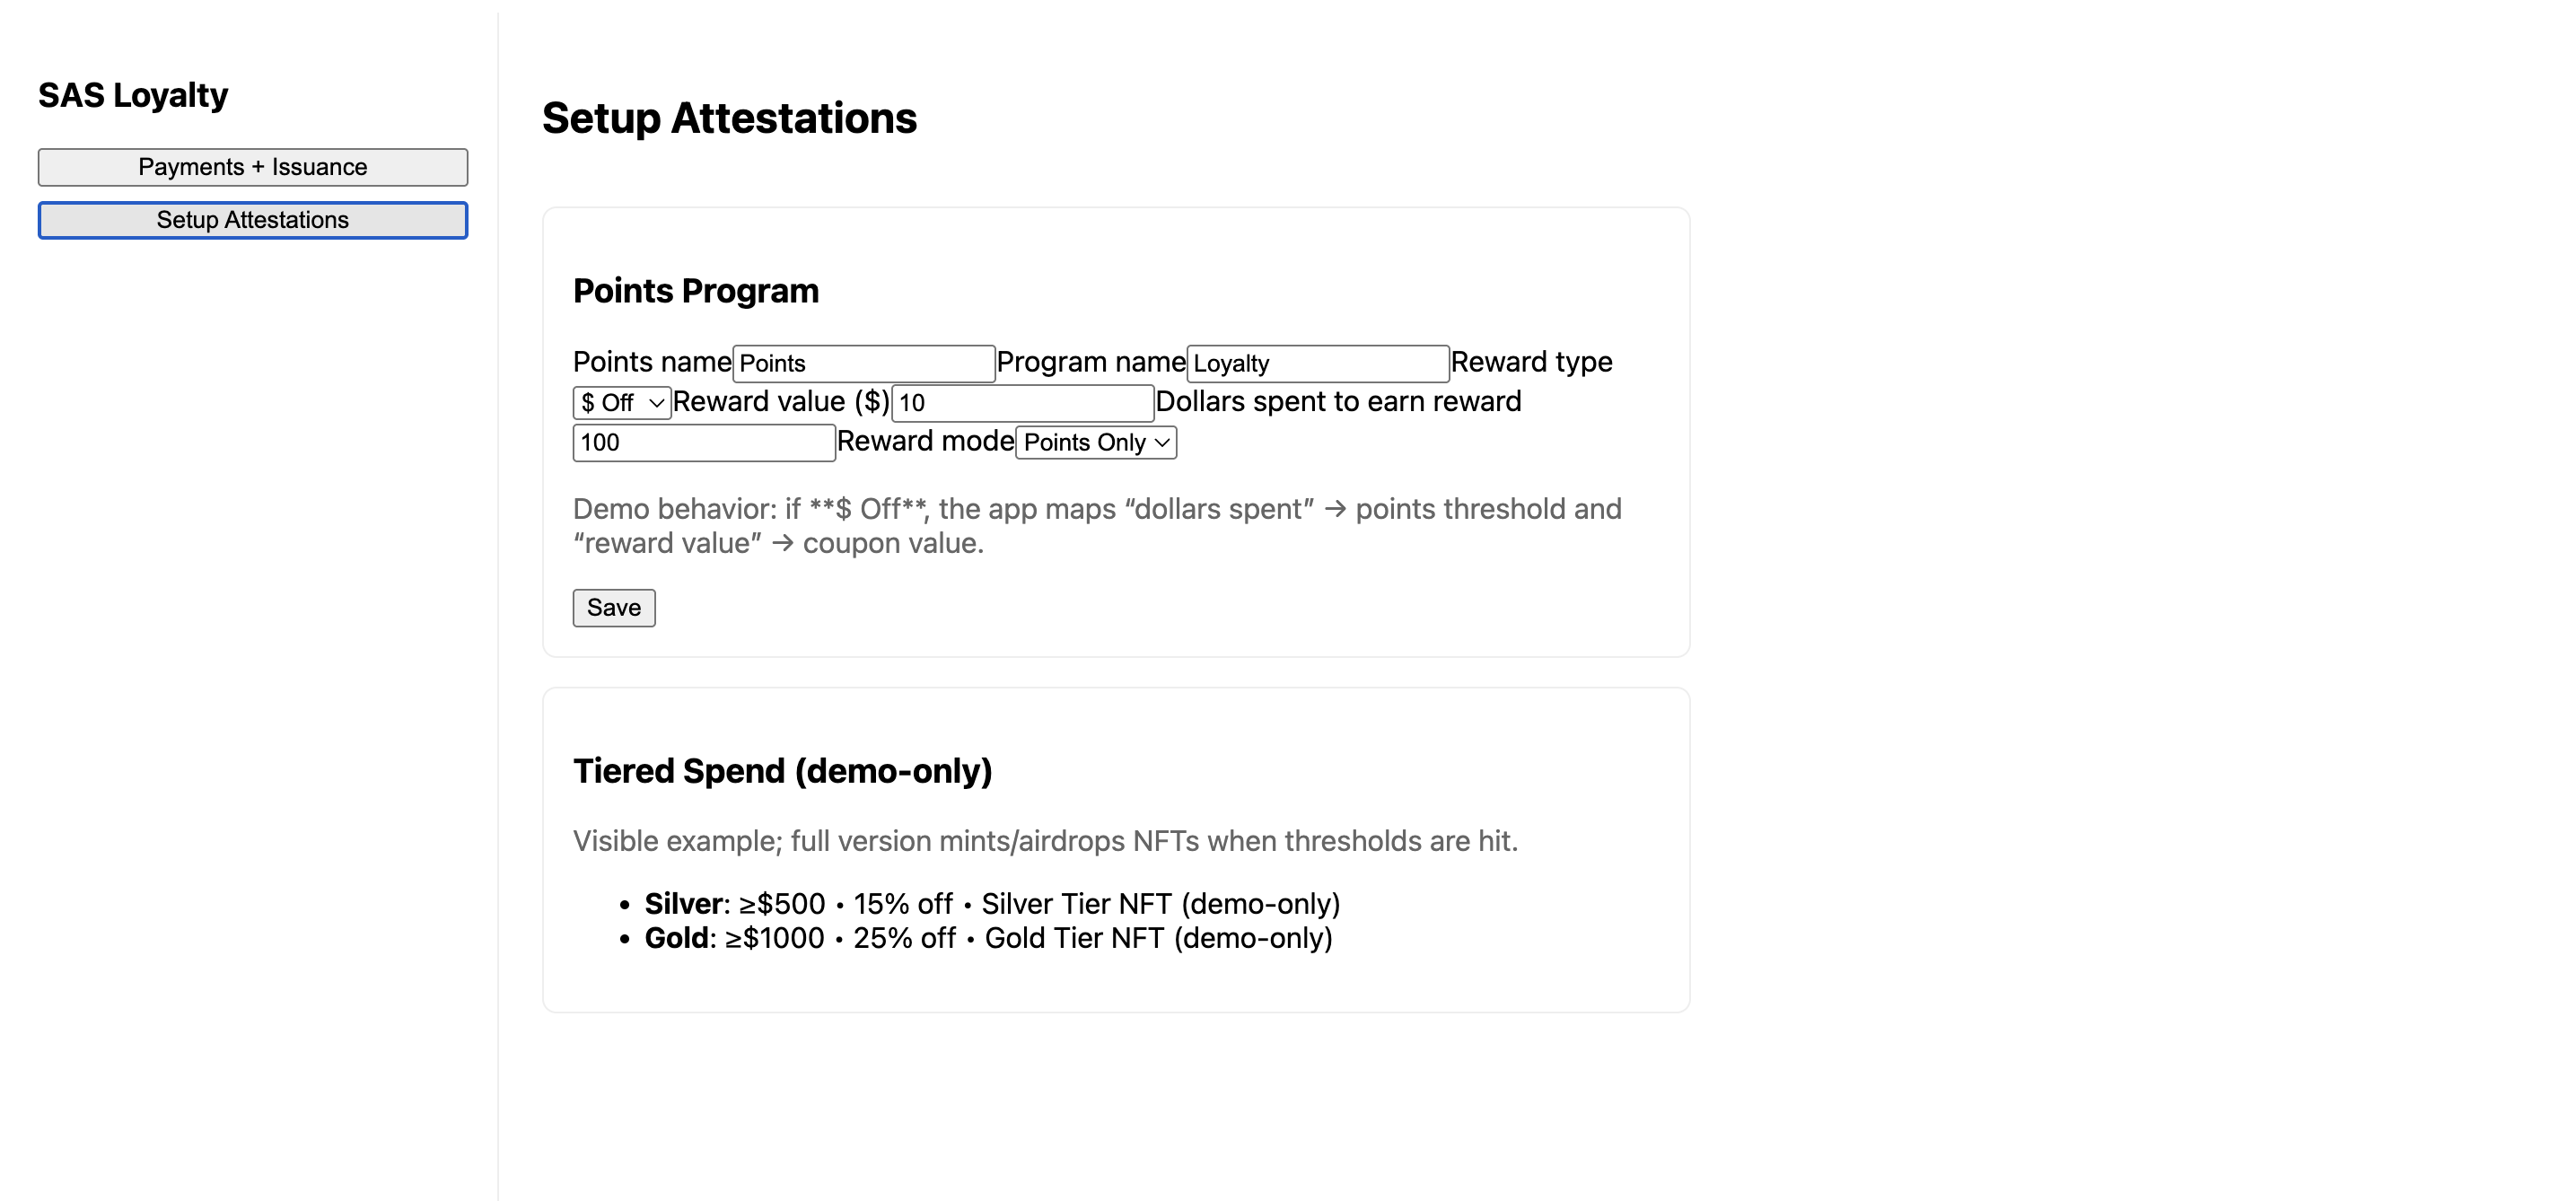 SAS Loyalty
Payments + Issuance
Setup Attestations
Setup Attestations
Points Program
Points name Points Program name Loyalty Reward type
$ Off Reward value ($) 10 Dollars spent to earn reward
100 Reward mode Points Only
Demo behavior: if **$ Off**, the app maps “dollars spent” → points threshold and
“reward value” → coupon value.
Save
Tiered Spend (demo-only)
Visible example; full version mints/airdrops NFTs when thresholds are hit.
• Silver: ≥$500 • 15% off • Silver Tier NFT (demo-only)
• Gold: ≥$1000 • 25% off • Gold Tier NFT (demo-only)